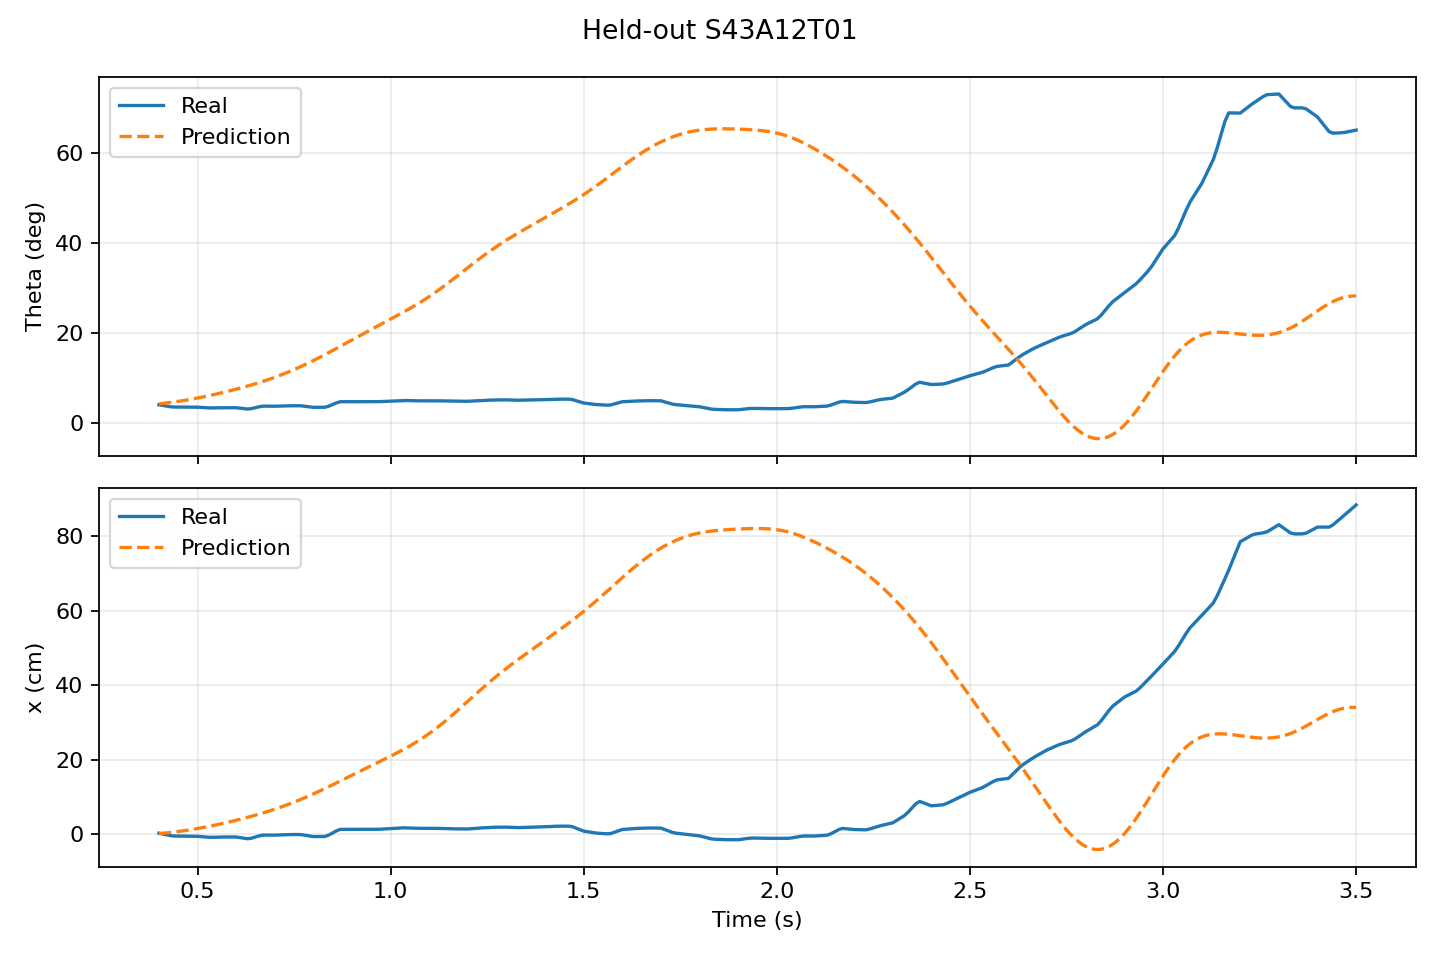 Held-out S43A12T01
Real
Prediction
Theta (deg)
60
40
20
0
Real
Prediction
x (cm)
80
60
40
20
0
0.5 1.0 1.5 2.0 2.5 3.0 3.5
Time (s)